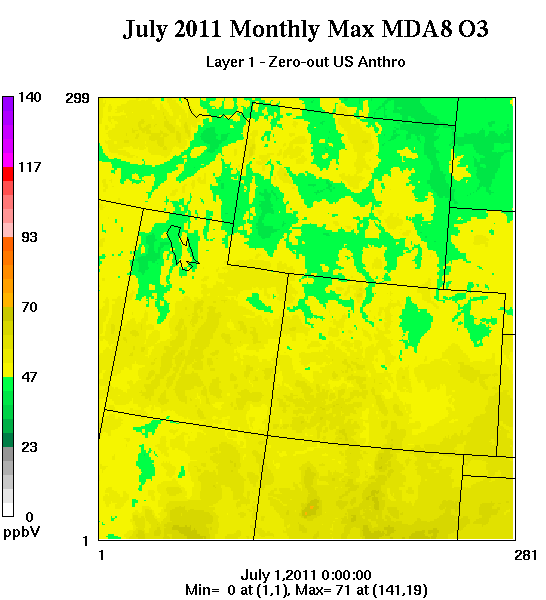 July 2011 Monthly Max MDA8 O3
Layer 1 - Zero-out US Anthro
140
117
93
70
47
23
0
ppbV
299
1
1
281
July 1,2011 0:00:00
Min= 0 at (1,1), Max= 71 at (141,19)